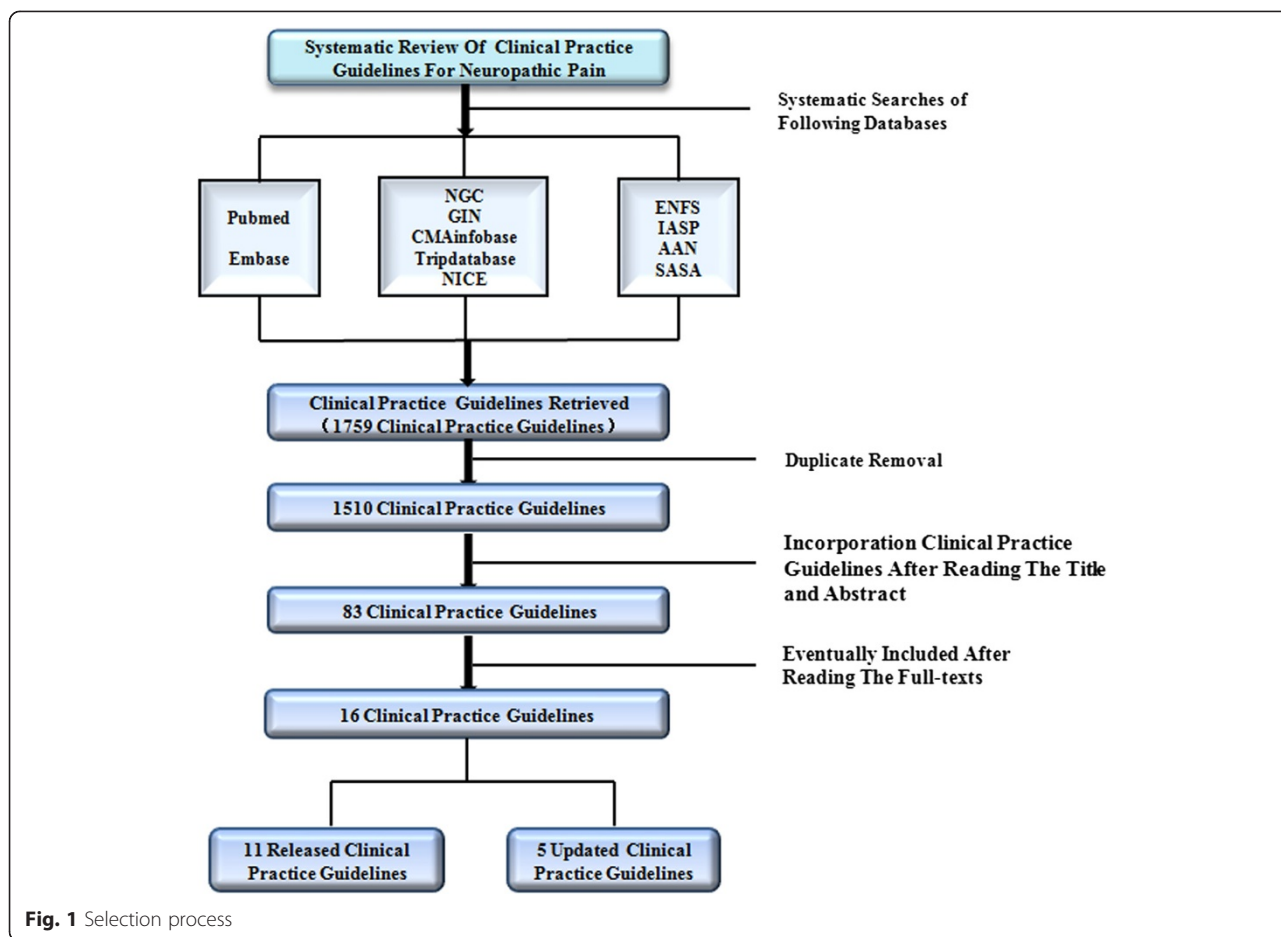 Systematic Review Of Clinical Practice
Guidelines For Neuropathic Pain
Systematic Searches of
Following Databases
Pubmed
Embase
NGC
GIN
CMAinfobase
Tripdatabase
NICE
ENFS
IASP
AAN
SASA
Clinical Practice Guidelines Retrieved
(1759 Clinical Practice Guidelines)
Duplicate Removal
1510 Clinical Practice Guidelines
Incorporation Clinical Practice
Guidelines After Reading The Title
and Abstract
83 Clinical Practice Guidelines
Eventually Included After
Reading The Full-texts
16 Clinical Practice Guidelines
11 Released Clinical
Practice Guidelines
5 Updated Clinical
Practice Guidelines
Fig. 1 Selection process